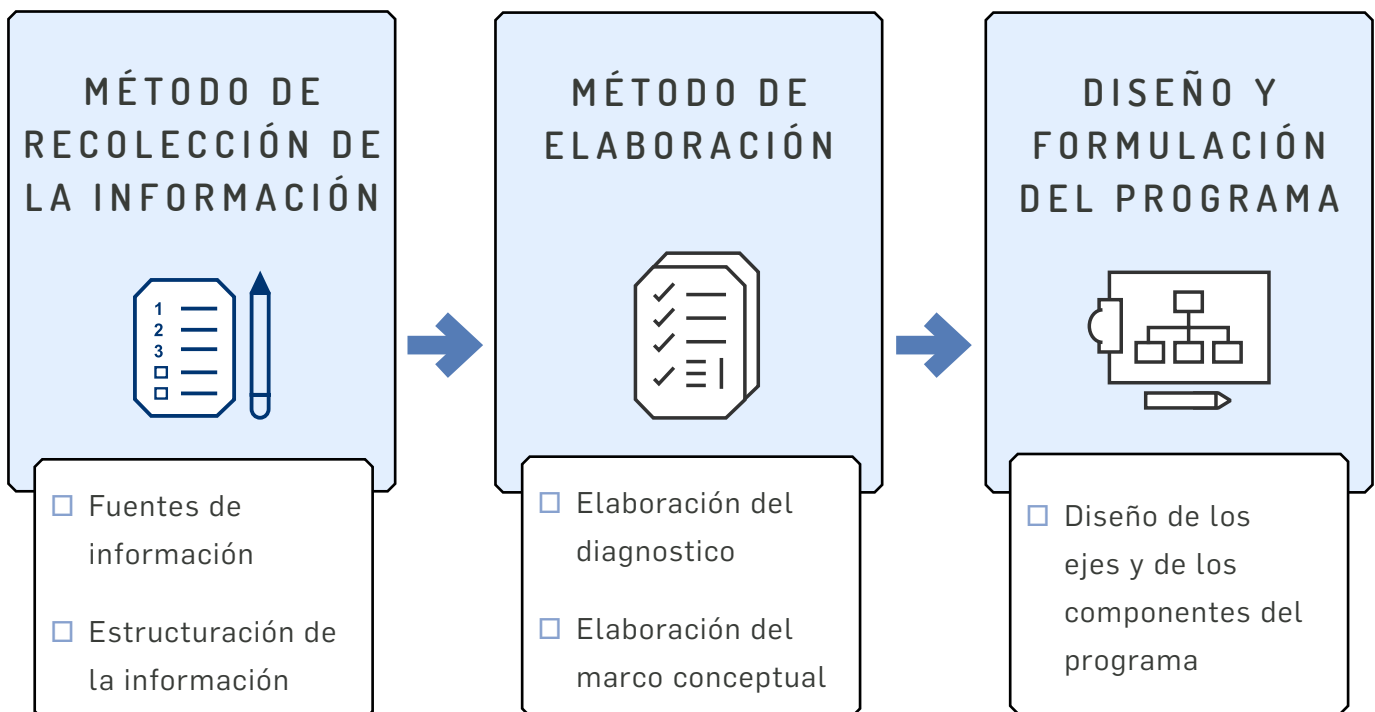 MÉTODO DE
RECOLECCIÓN DE
LA INFORMACIÓN
1
2
3
Fuentes de
información
Estructuración de
la información
MÉTODO DE
ELABORACIÓN
Elaboración del
diagnostico
Elaboración del
marco conceptual
DISEÑO Y
FORMULACIÓN
DEL PROGRAMA
Diseño de los
ejes y de los
componentes del
programa